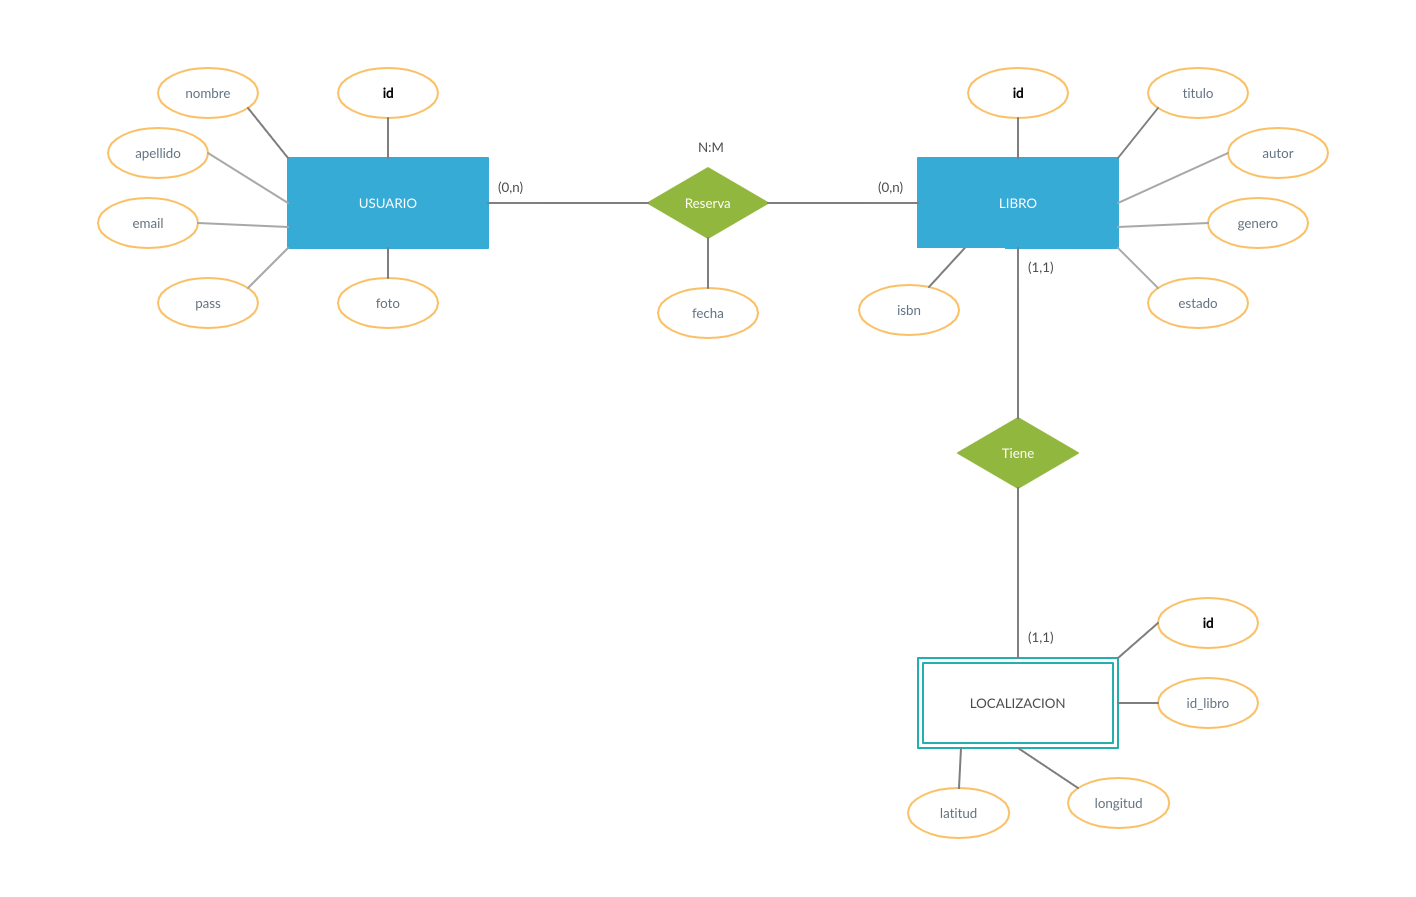 nombre
id
apellido
email
pass
foto
USUARIO
(0,n)
N:M
Reserva
fecha
(0,n)
id
titulo
autor
genero
estado
isbn
LIBRO
(1,1)
Tiene
(1,1)
LOCALIZACION
id
id_libro
longitud
latitud